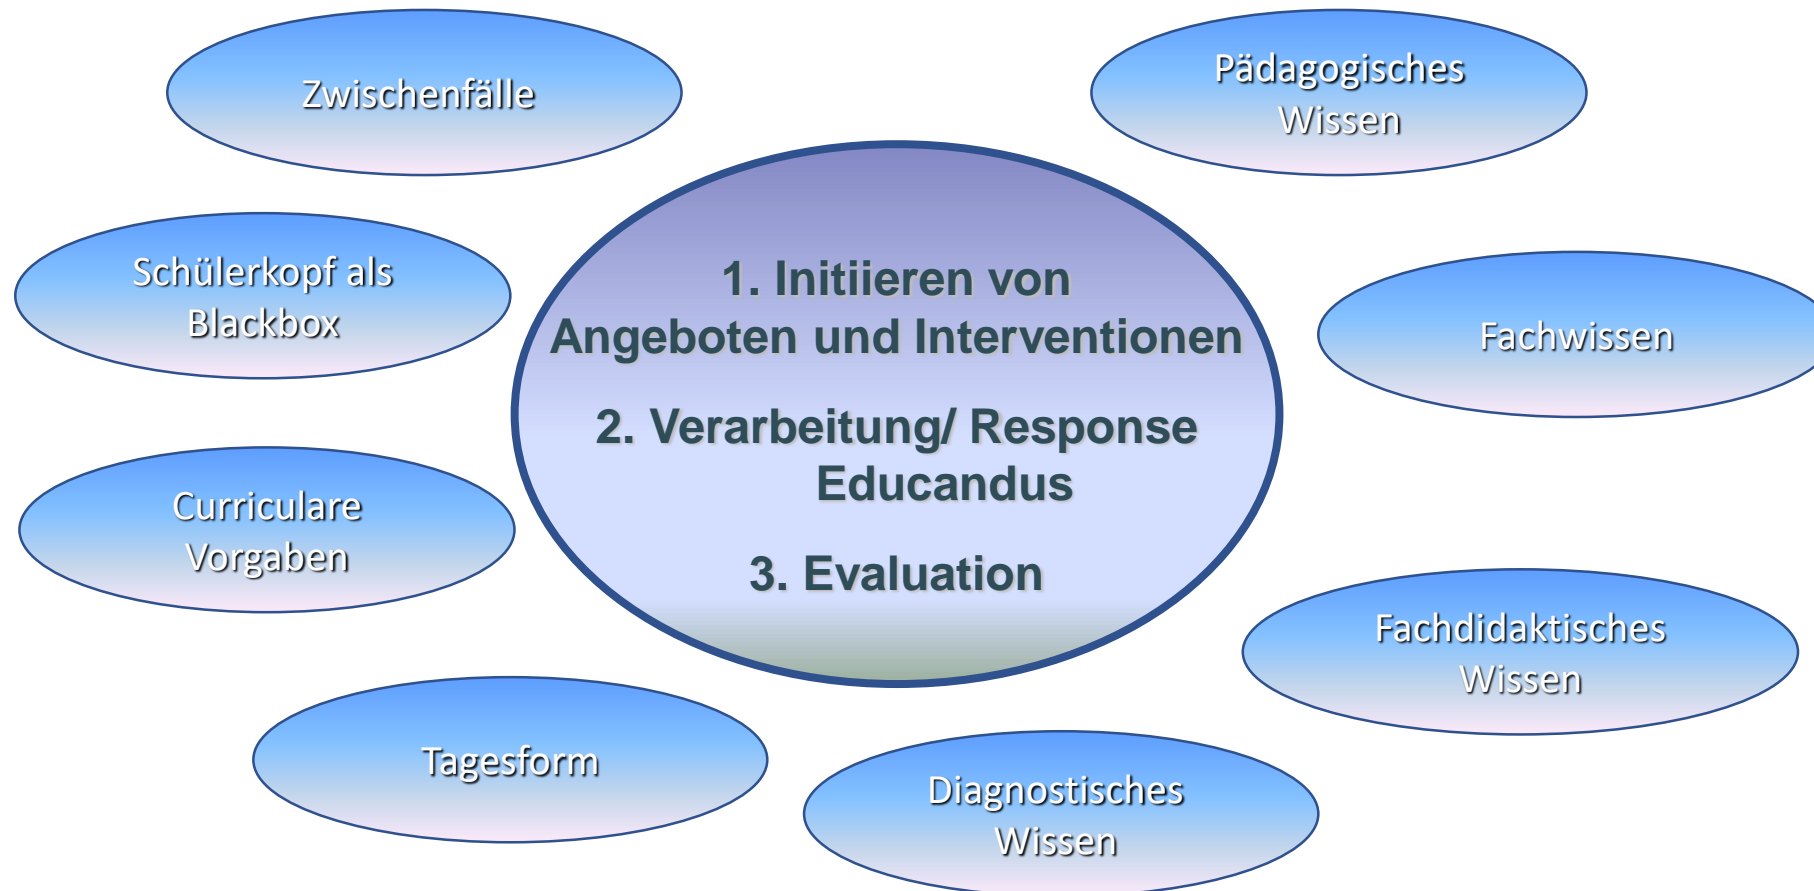 Zwischenfälle
Pädagogisches
Wissen
Schülerkopf als
Blackbox
1. Initiieren von
Angeboten und Interventionen
2. Verarbeitung/ Response
Educandus
3. Evaluation
Fachwissen
Curriculare
Vorgaben
Fachdidaktisches
Wissen
Tagesform
Diagnostisches
Wissen